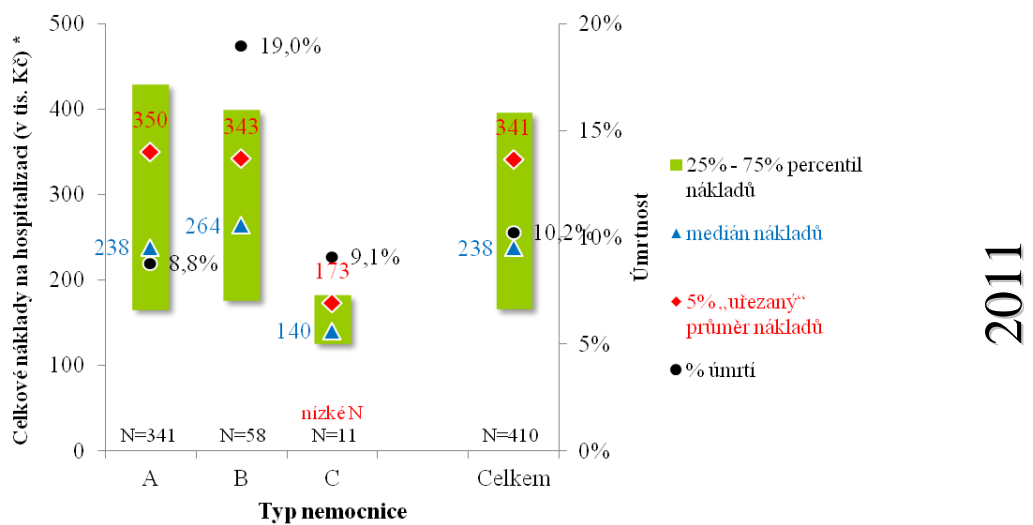 Celkové náklady na hospitalizaci (v tis. Kč) *
500
400
300
200
100
0
20%
15%
10%
5%
0%
Úmrtnost
350
238
8,8%
19,0%
343
264
9,1%
173
140
341
10,2%
238
nízké N
N=341
N=58
N=11
N=410
A
B
C
Celkem
Typ nemocnice
25% - 75% percentil
nákladů
medián nákladů
5% „uřezaný“
průměr nákladů
% úmrtí
2011